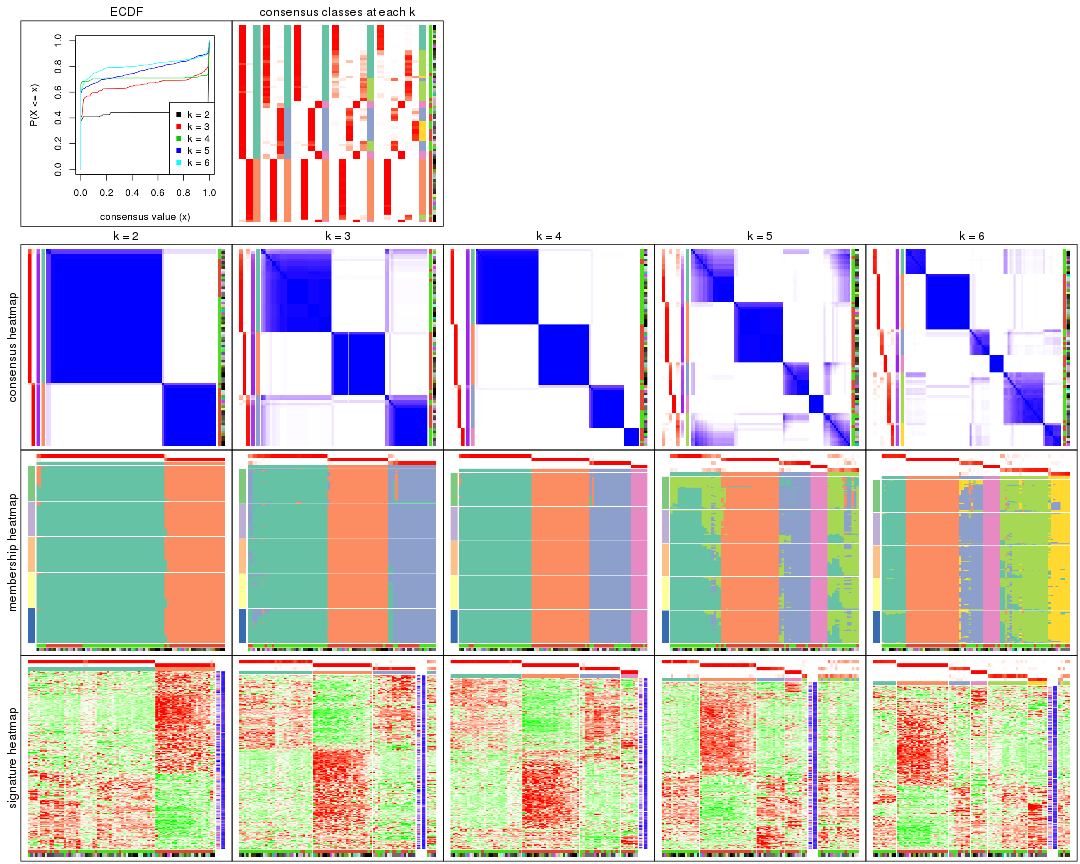 ECDF
consensus classes at each k
P(X <= x)
0.0 0.2 0.4 0.6 0.8 1.0
k = 2
k = 3
k = 4
k = 5
k = 6
0.0 0.2 0.4 0.6 0.8 1.0
consensus value (x)
k = 2
k = 3
k = 4
k = 5
k = 6
consensus heatmap
membership heatmap
signature heatmap